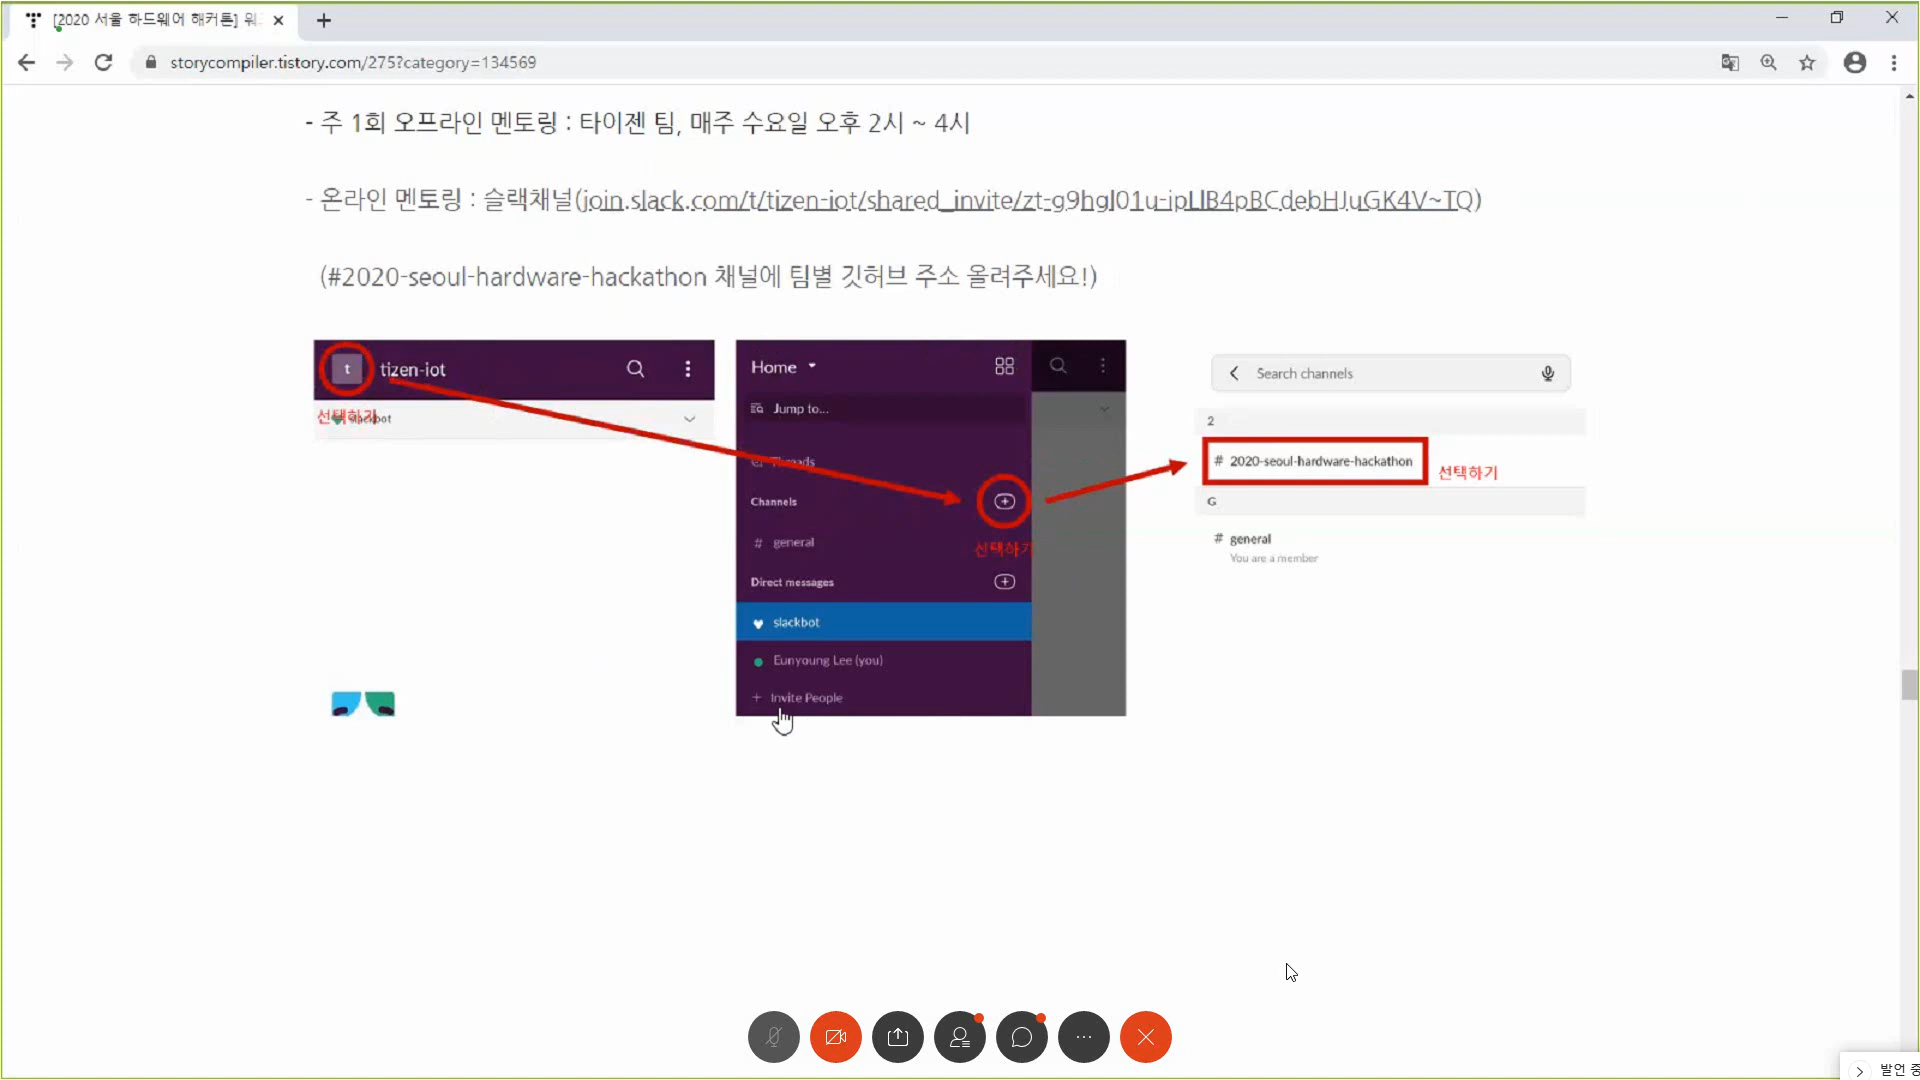 [2020 서울 하드웨어 해커톤] 워
storycompiler.tistory.com/275?category=134569
- 주 1회 오프라인 멘토링 : 타이젠 팀, 매주 수요일 오후 2시 ~ 4시
- 온라인 멘토링 : 슬랙채널(join.slack.com/t/tizen-iot/shared_invite/zt-g9hgl01u-ipLlB4pBCdebHJuGK4V~TQ)
(#2020-seoul-hardware-hackathon 채널에 팀별 깃허브 주소 올려주세요!)
t tizen-iot
선택하기
slackbot
Home
Jump to...
Threads
Channels
# general
선택하기
Direct messages
slackbot
Eunyoung Lee (you)
+ Invite People
Search channels
2
# 2020-seoul-hardware-hackathon
선택하기
G
# general
You are a member
발언 중